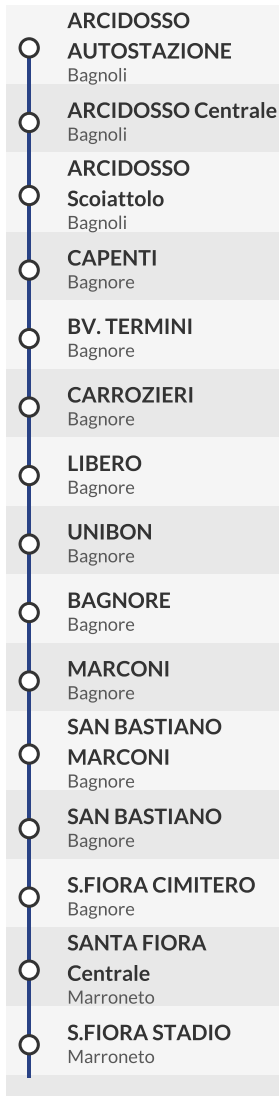 ARCIDOSSO
AUTOSTAZIONE
Bagnoli
ARCIDOSSO Centrale
Bagnoli
ARCIDOSSO
Scoiattolo
Bagnoli
CAPENTI
Bagnore
BV. TERMINI
Bagnore
CARROZIERI
Bagnore
LIBERO
Bagnore
UNIBON
Bagnore
BAGNORE
Bagnore
MARCONI
Bagnore
SAN BASTIANO
MARCONI
Bagnore
SAN BASTIANO
Bagnore
S.FIORA CIMITERO
Bagnore
SANTA FIORA
Centrale
Marroneto
S.FIORA STADIO
Marroneto